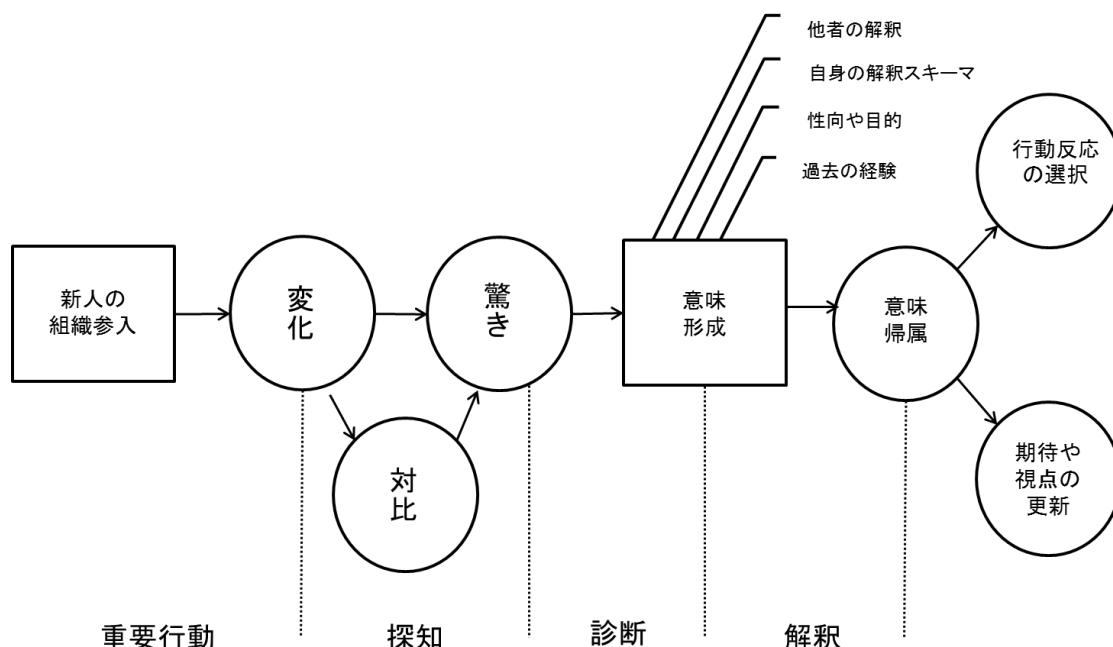 他者の解釈
自身の解釈スキーマ
性向や目的
過去の経験
行動反応
の選択
新人の
組織参入
変
化
驚
き
意味
形成
意味
帰属
対
比
期待や
視点の
更新
重要行動
探知
診断
解釈